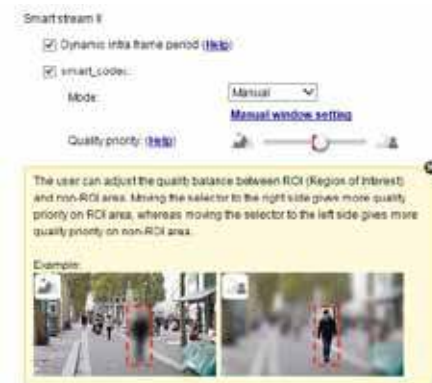 Smart stream II
Dynamic intra frame period (Help)
smart_codec:
Mode: Manual
Manual window setting
Quality priority: (Help)
The user can adjust the quality balance between ROI (Region of Interest)
and non-ROI area. Moving the selector to the right side gives more quality
priority on ROI area, whereas moving the selector to the left side gives more
quality priority on non-ROI area.
Example: